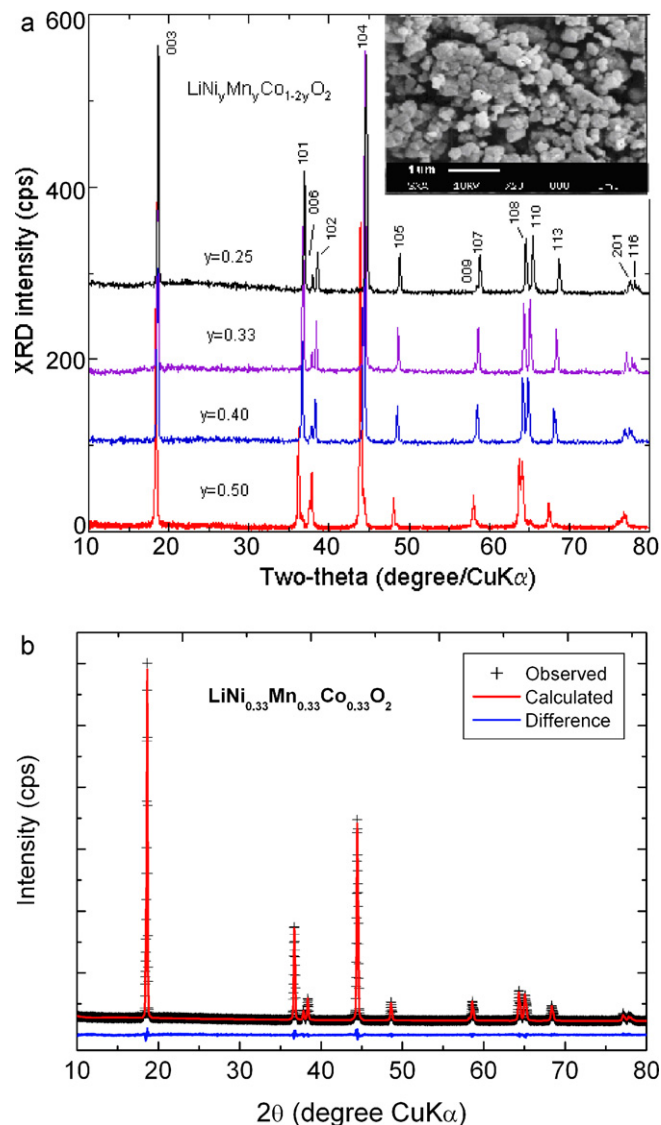 a
600
400
200
0
XRD intensity (cps)
LiNiyMnyCo1-2yO2
003
101
006
102
104
105
009
107
108
110
113
201
116
1um
y=0.25
y=0.33
y=0.40
y=0.50
10 20 30 40 50 60 70 80
Two-theta (degree/CuKα)
b
LiNi0.33Mn0.33Co0.33O2
Observed
Calculated
Difference
Intensity (cps)
10 20 30 40 50 60 70 80
2θ (degree CuKα)